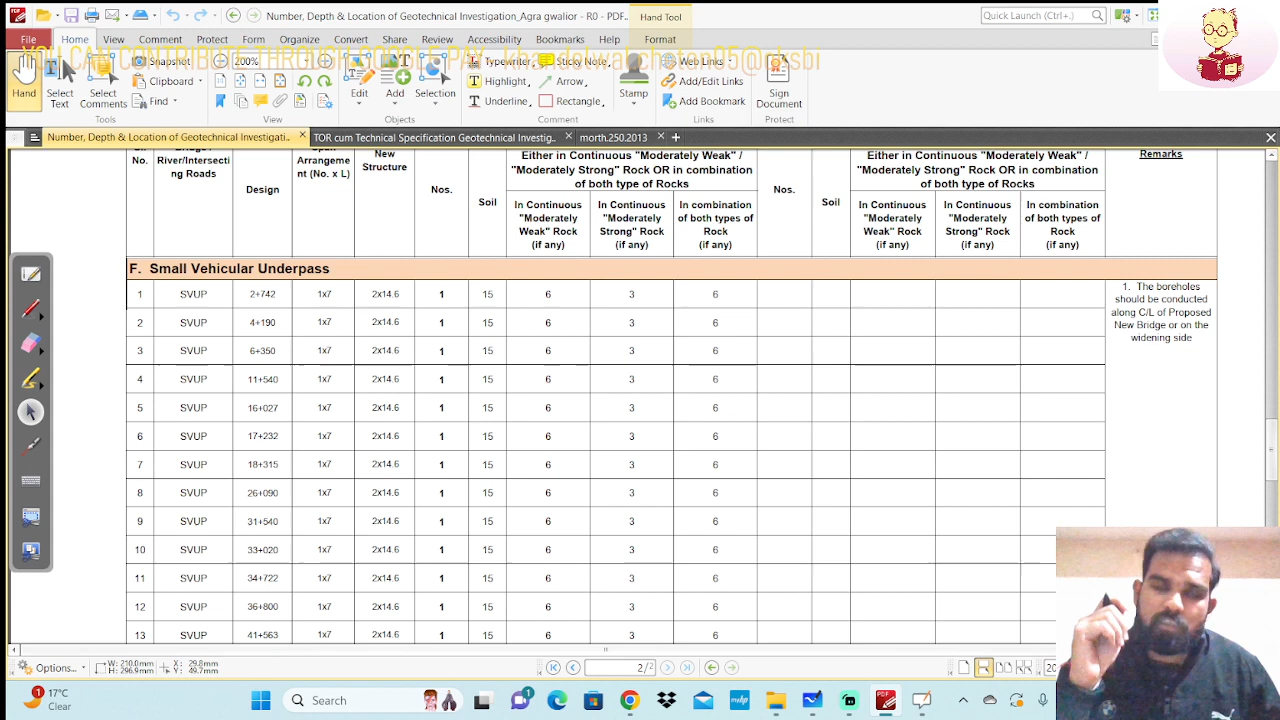 Number, Depth & Location of Geotechnical Investigation_Agra gwalior - R0 - PDF...
Hand Tool
Quick Launch (Ctrl+.)
File Home View Comment Protect Form Organize Convert Share Review Accessibility Bookmarks Help Format
YOU CAN CONTRIBUTE THROUGH GOOGLE PAY
Hand
Select Text
Select Comments
Snapshot
Clipboard
Find
Tools
200%
View
Edit
Add
Selection
Objects
Typewriter
Highlight
Underline
Sticky Note
Arrow
Rectangle
Comment
Stamp
Web Links
Add/Edit Links
Add Bookmark
Links
Sign Document
Protect
Number, Depth & Location of Geotechnical Investigati..
TOR cum Technical Specification Geotechnical Investig..
morth.250.2013
No.
River/Intersecti
ng Roads
Design
Arrangeme
nt (No. x L)
New
Structure
Nos.
Soil
Either in Continuous "Moderately Weak" /
"Moderately Strong" Rock OR in combination
of both type of Rocks
In Continuous "Moderately Weak" Rock (if any)
In Continuous "Moderately Strong" Rock (if any)
In combination of both types of Rock (if any)
Nos.
Soil
Either in Continuous "Moderately Weak" /
"Moderately Strong" Rock OR in combination
of both type of Rocks
In Continuous "Moderately Weak" Rock (if any)
In Continuous "Moderately Strong" Rock (if any)
In combination of both types of Rock (if any)
Remarks
F. Small Vehicular Underpass
1 SVUP 2+742 1x7 2x14.6 1 15 6 3 6
2 SVUP 4+190 1x7 2x14.6 1 15 6 3 6
3 SVUP 6+350 1x7 2x14.6 1 15 6 3 6
4 SVUP 11+540 1x7 2x14.6 1 15 6 3 6
5 SVUP 16+027 1x7 2x14.6 1 15 6 3 6
6 SVUP 17+232 1x7 2x14.6 1 15 6 3 6
7 SVUP 18+315 1x7 2x14.6 1 15 6 3 6
8 SVUP 26+090 1x7 2x14.6 1 15 6 3 6
9 SVUP 31+540 1x7 2x14.6 1 15 6 3 6
10 SVUP 33+020 1x7 2x14.6 1 15 6 3 6
11 SVUP 34+722 1x7 2x14.6 1 15 6 3 6
12 SVUP 36+800 1x7 2x14.6 1 15 6 3 6
13 SVUP 41+563 1x7 2x14.6 1 15 6 3 6
1. The boreholes
should be conducted
along C/L of Proposed
New Bridge or on the
widening side
Options...
W: 210.0mm
H: 296.9mm
X: 29.8mm
Y: 49.7mm
2/2
20
17°C
Clear
Search